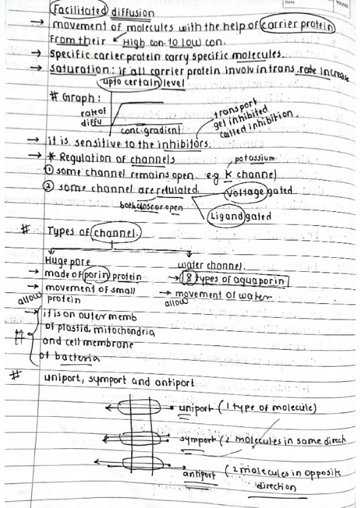 Facilitated diffusion
→ movement of molecules with the help of carrier protein
from their High con to low con.
→ Specific carier protein carry specific molecules.
→ saturation: if all carrier protein involv in trans, rate increase
upto certain level
# Graph:
rate of
diffu
conc gradient
transport
get inhibited
called inhibition.
→ it is sensitive to the inhibitors.
→ * Regulation of channels
potassium
① some channel remains open e.g K channel
② some channel are retulated
voltage gated
both close or open
Ligand gated
# Types of channel.
Huge pore
→ made of porin protein
→ movement of small
allow
protein
→ it is on outer memb
of plastid, mitochondria
#
and cell membrane
of bacteria
water channel.
→ 8 types of aquaporin
→ movement of water
allow
# uniport, symport and antiport
→ uniport ( 1 type of molecule)
→ symport (2 molecules in same direch
→ antiport (2 molecules in opposite
direction